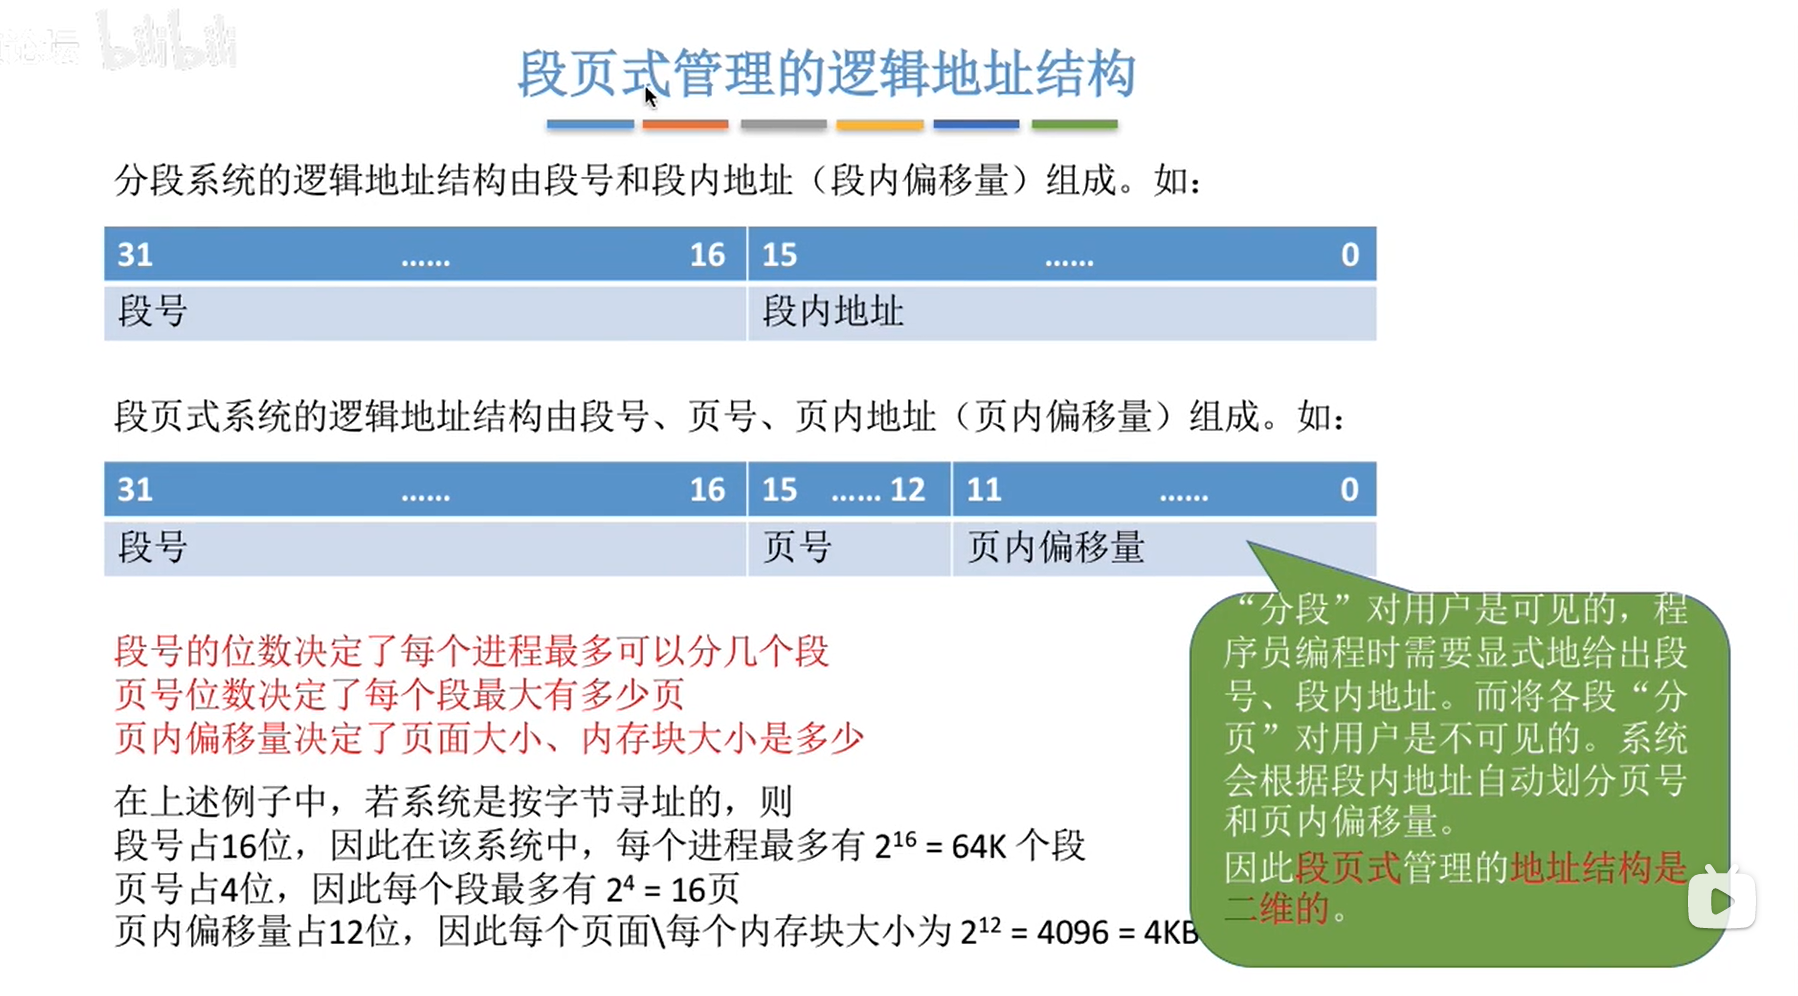 论坛 bilibili
段页式管理的逻辑地址结构
分段系统的逻辑地址结构由段号和段内地址（段内偏移量）组成。如：
31 …… 16 15 …… 0
段号 段内地址
段页式系统的逻辑地址结构由段号、页号、页内地址（页内偏移量）组成。如：
31 …… 16 15 …… 12 11 …… 0
段号 页号 页内偏移量
段号的位数决定了每个进程最多可以分几个段
页号位数决定了每个段最大有多少页
页内偏移量决定了页面大小、内存块大小是多少
在上述例子中，若系统是按字节寻址的，则
段号占16位，因此在该系统中，每个进程最多有 2¹⁶ = 64K 个段
页号占4位，因此每个段最多有 2⁴ = 16页
页内偏移量占12位，因此每个页面\每个内存块大小为 2¹² = 4096 = 4KB
“分段”对用户是可见的，程
序员编程时需要显式地给出段
号、段内地址。而将各段“分
页”对用户是不可见的。系统
会根据段内地址自动划分页号
和页内偏移量。
因此段页式管理的地址结构是
二维的。